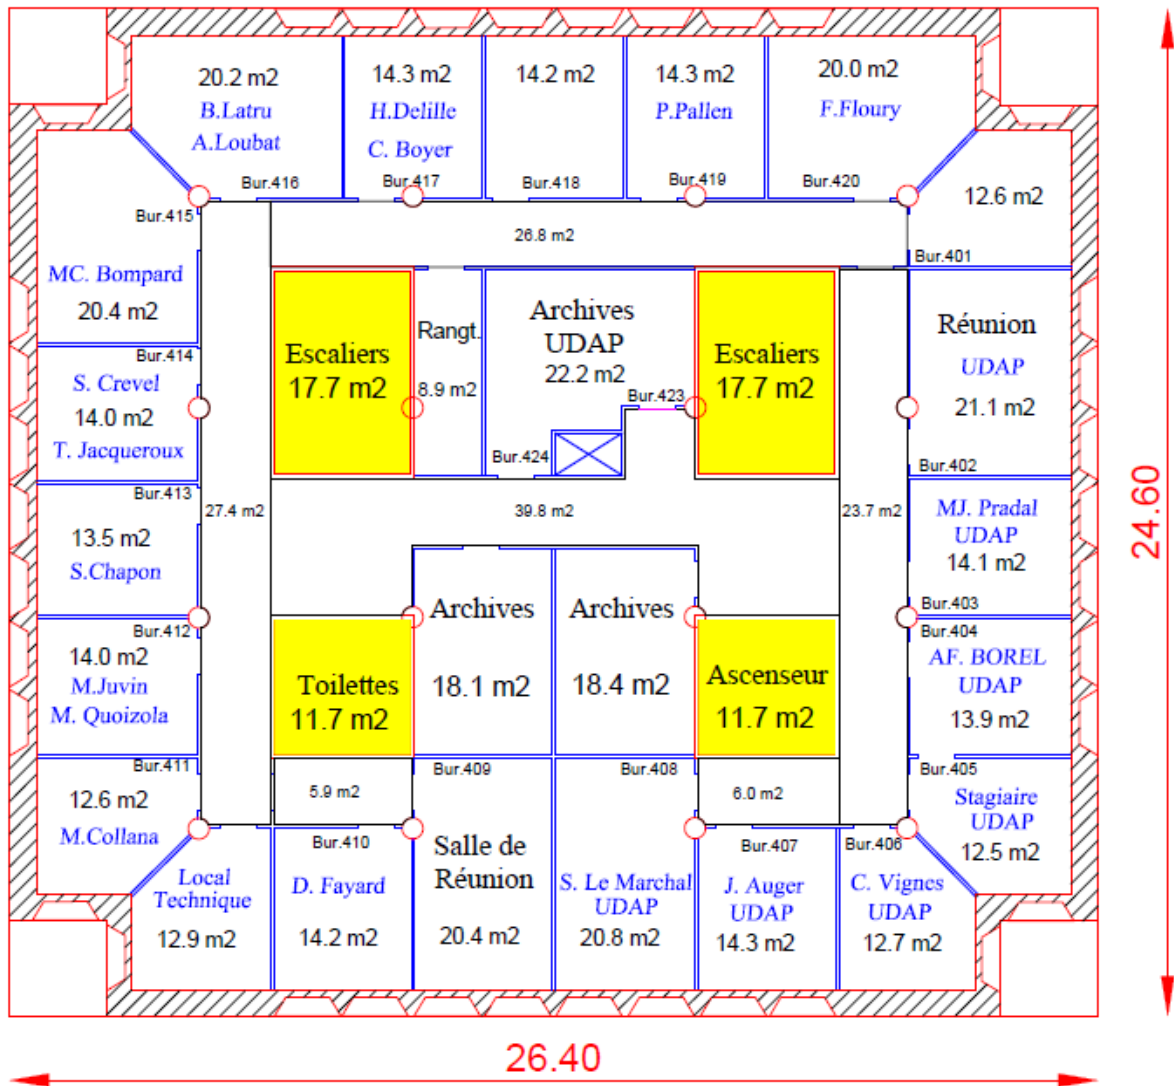 20.2 m2
B.Latru
A.Loubat
Bur.416
14.3 m2
H.Delille
C. Boyer
Bur.417
14.2 m2
Bur.418
14.3 m2
P.Pallen
Bur.419
20.0 m2
F.Floury
Bur.420
12.6 m2
Bur.401
Bur.415
MC. Bompard
20.4 m2
26.8 m2
Escaliers
17.7 m2
Rangt.
8.9 m2
Archives
UDAP
22.2 m2
Bur.423
Bur.424
Escaliers
17.7 m2
Réunion
UDAP
21.1 m2
Bur.402
Bur.414
S. Crevel
14.0 m2
T. Jacqueroux
Bur.413
13.5 m2
S.Chapon
27.4 m2
39.8 m2
23.7 m2
MJ. Pradal
UDAP
14.1 m2
Bur.403
Bur.412
14.0 m2
M.Juvin
M. Quoizola
Toilettes
11.7 m2
Archives
18.1 m2
Archives
18.4 m2
Ascenseur
11.7 m2
Bur.404
AF. BOREL
UDAP
13.9 m2
Bur.411
12.6 m2
M.Collana
5.9 m2
Bur.409
Salle de
Réunion
20.4 m2
Bur.408
S. Le Marchal
UDAP
20.8 m2
6.0 m2
Bur.405
Stagiaire
UDAP
12.5 m2
Local
Technique
12.9 m2
Bur.410
D. Fayard
14.2 m2
Bur.407
J. Auger
UDAP
14.3 m2
Bur.406
C. Vignes
UDAP
12.7 m2
24.60
26.40